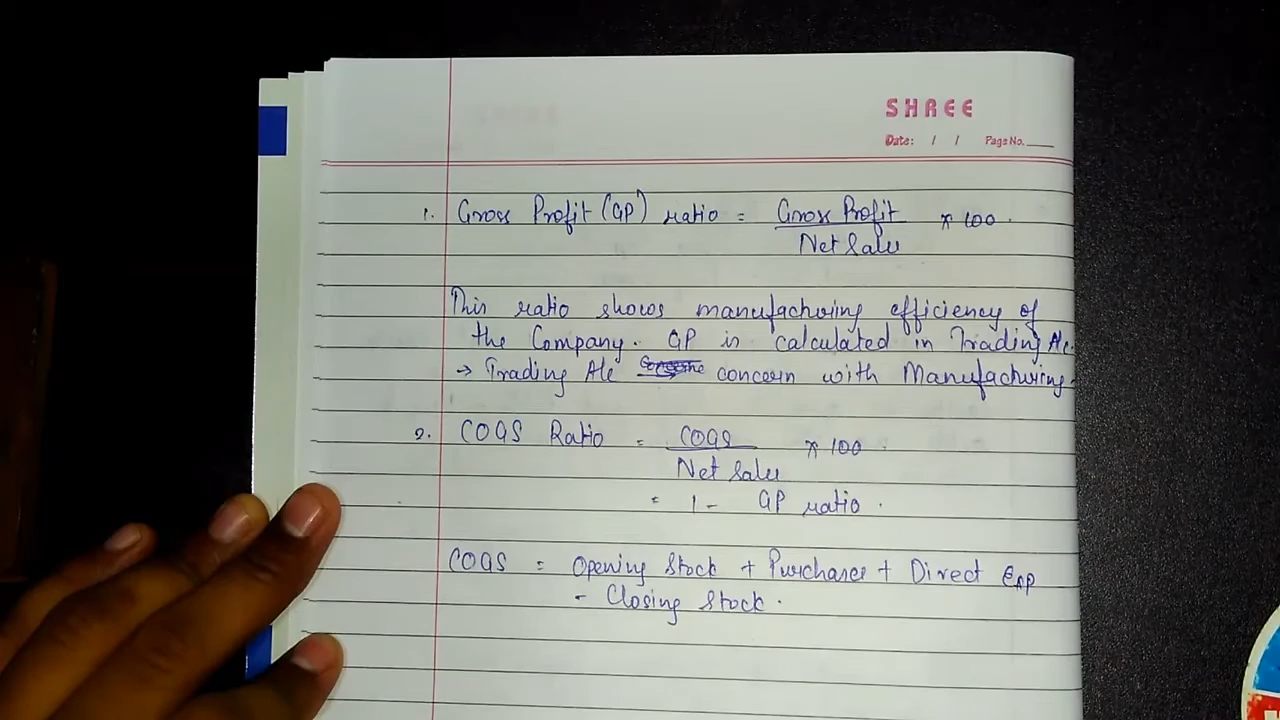 SHREE
Date: / / Page No.____
1. Gross Profit (GP) ratio = Gross Profit × 100.
Net Sales
This ratio shows manufacturing efficiency of
the Company. GP is calculated in Trading A/c.
→ Trading A/c concern with Manufacturing.
2. COGS Ratio = COGS × 100.
Net Sales
= 1 - GP ratio.
COGS = Opening Stock + Purchases + Direct Exp
- Closing Stock.